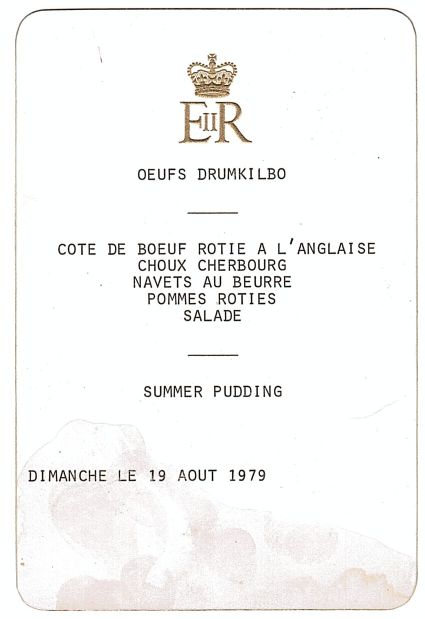 EIIR
OEUFS DRUMKILBO
COTE DE BOEUF ROTIE A L'ANGLAISE
CHOUX CHERBOURG
NAVETS AU BEURRE
POMMES ROTIES
SALADE
SUMMER PUDDING
DIMANCHE LE 19 AOUT 1979